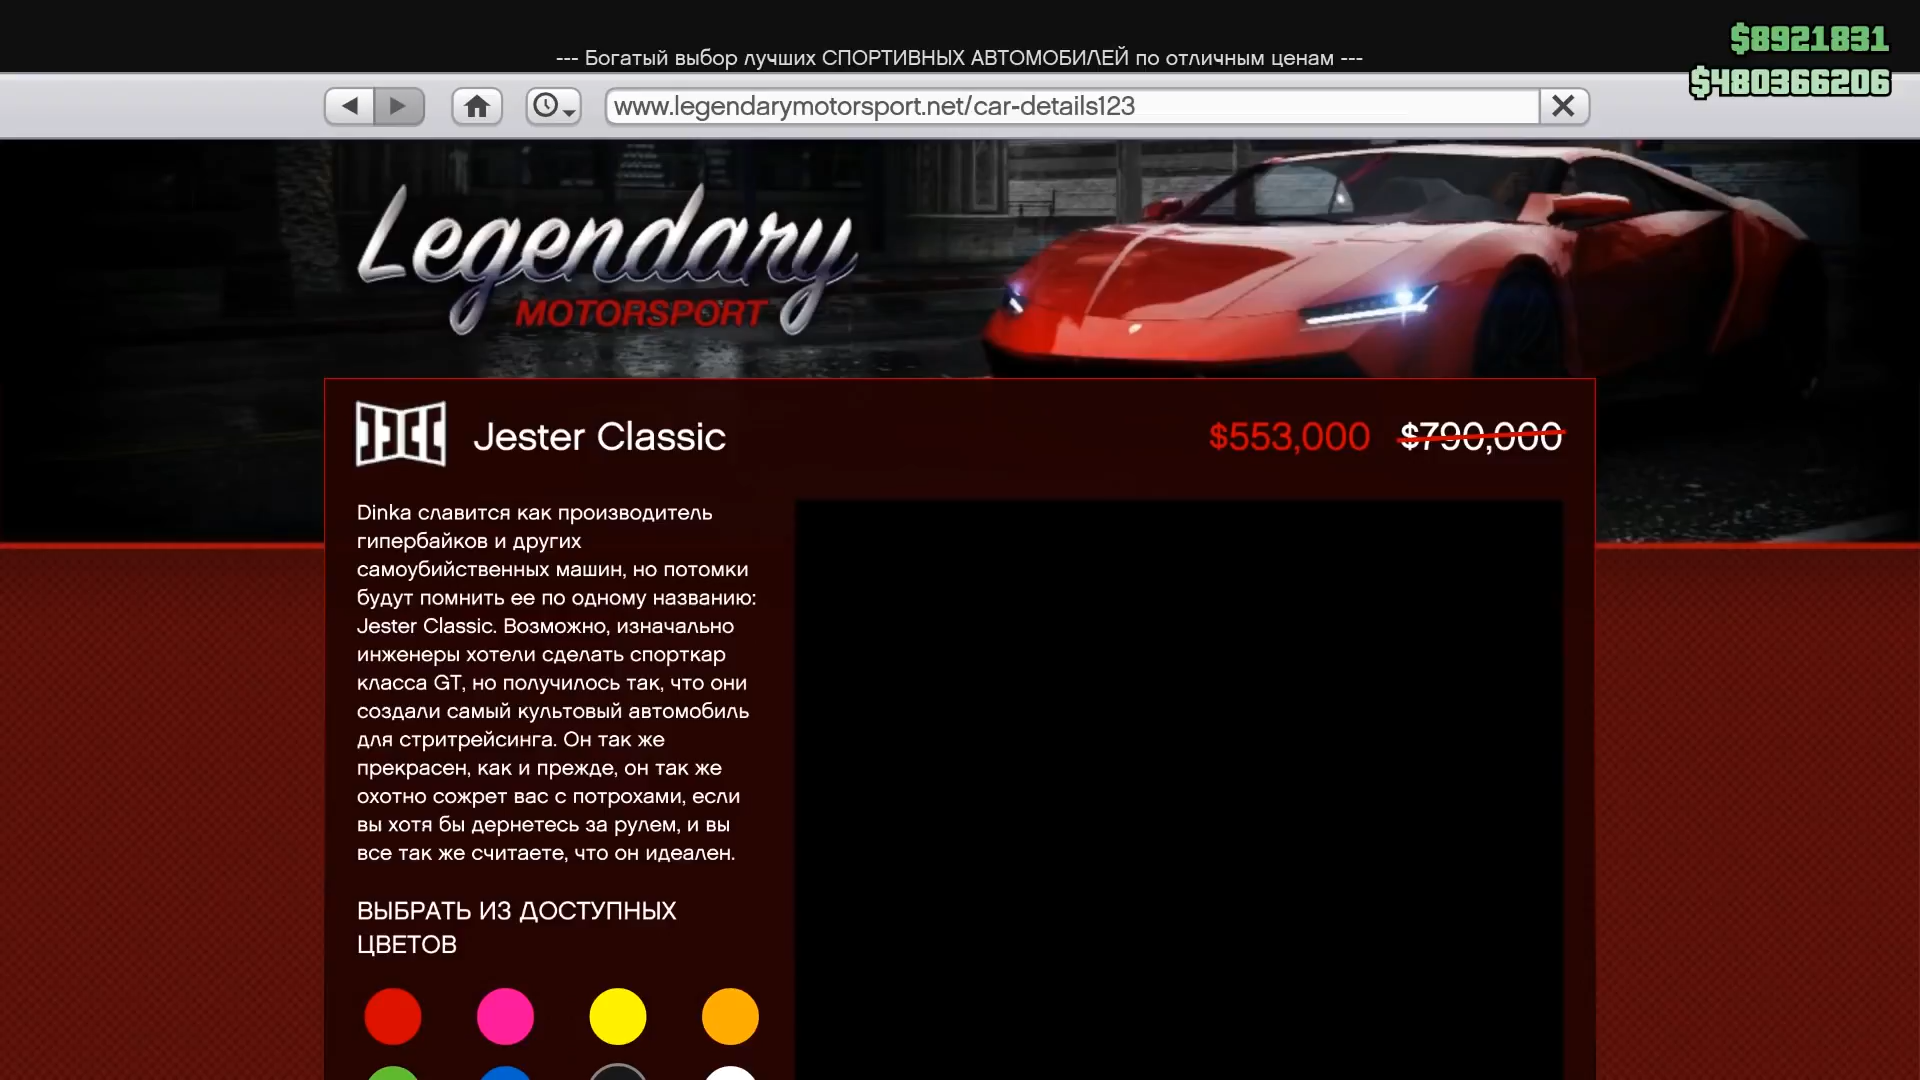 $8921831
--- Богатый выбор лучших СПОРТИВНЫХ АВТОМОБИЛЕЙ по отличным ценам ---
$480366206
www.legendarymotorsport.net/car-details123
Legendary
MOTORSPORT
Jester Classic
$553,000 $790,000
Dinka славится как производитель
гипербайков и других
самоубийственных машин, но потомки
будут помнить ее по одному названию:
Jester Classic. Возможно, изначально
инженеры хотели сделать спорткар
класса GT, но получилось так, что они
создали самый культовый автомобиль
для стритрейсинга. Он так же
прекрасен, как и прежде, он так же
охотно сожрет вас с потрохами, если
вы хотя бы дернетесь за рулем, и вы
все так же считаете, что он идеален.
ВЫБРАТЬ ИЗ ДОСТУПНЫХ
ЦВЕТОВ